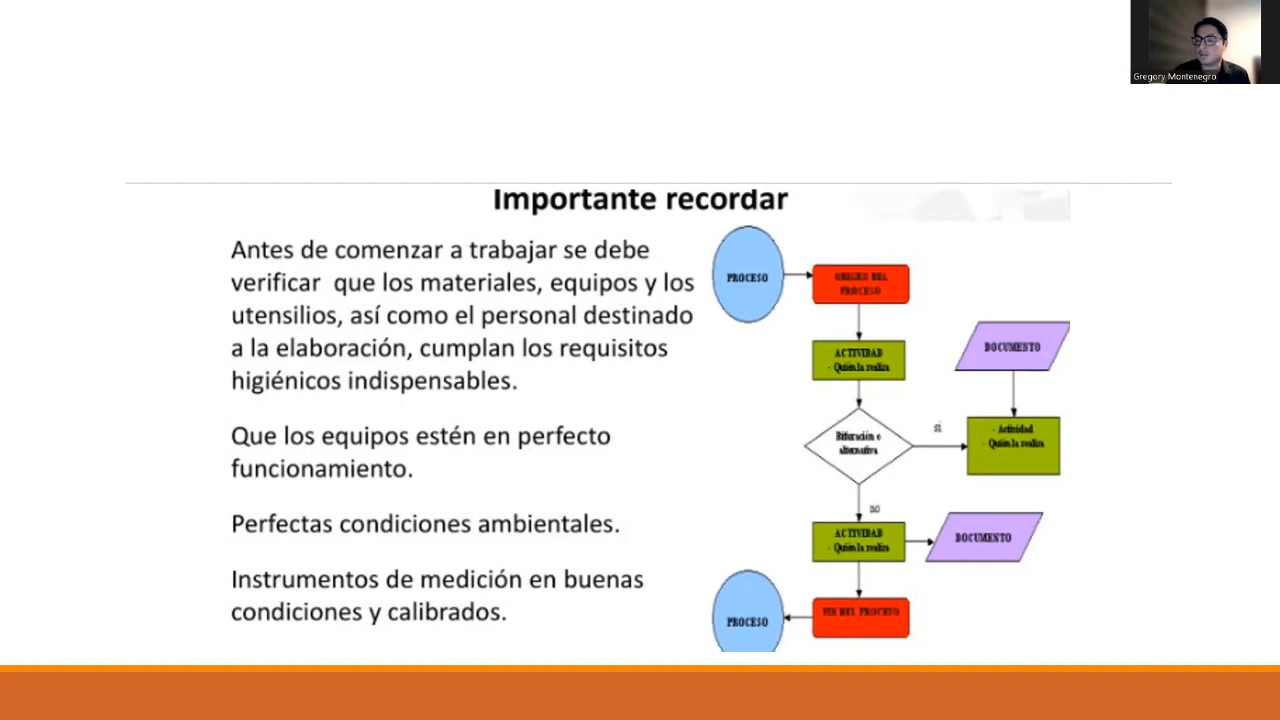 Gregory Montenegro
Importante recordar
Antes de comenzar a trabajar se debe
verificar que los materiales, equipos y los
utensilios, así como el personal destinado
a la elaboración, cumplan los requisitos
higiénicos indispensables.
Que los equipos estén en perfecto
funcionamiento.
Perfectas condiciones ambientales.
Instrumentos de medición en buenas
condiciones y calibrados.
PROCESO
ORIGEN DEL
PROCESO
ACTIVIDAD
- Quién la realiza
DOCUMENTO
Bifurcación o
alternativa
si
- Actividad
- Quién la realiza
no
ACTIVIDAD
- Quién la realiza
DOCUMENTO
FIN DEL PROCESO
PROCESO